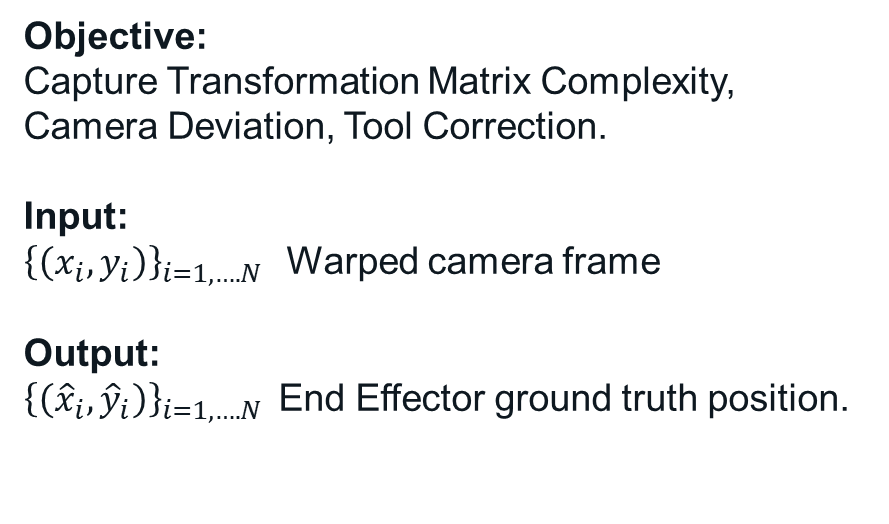 Objective:
Capture Transformation Matrix Complexity,
Camera Deviation, Tool Correction.
Input:
{(𝑥ᵢ, 𝑦ᵢ)}ᵢ₌₁,....N Warped camera frame
Output:
{(𝑥̂ᵢ, 𝑦̂ᵢ)}ᵢ₌₁,....N End Effector ground truth position.